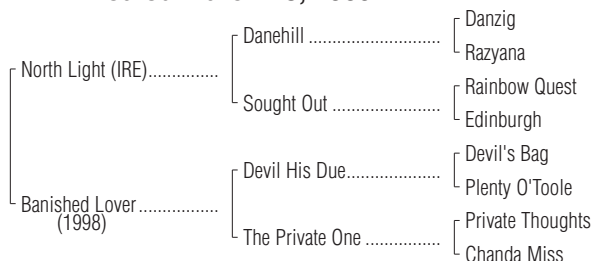 Danzig
Danehill ..............................
Razyana
North Light (IRE)...............
Rainbow Quest
Sought Out .........................
Edinburgh
Devil's Bag
Devil His Due......................
Plenty O'Toole
Banished Lover .................
(1998)
Private Thoughts
The Private One .................
Chanda Miss